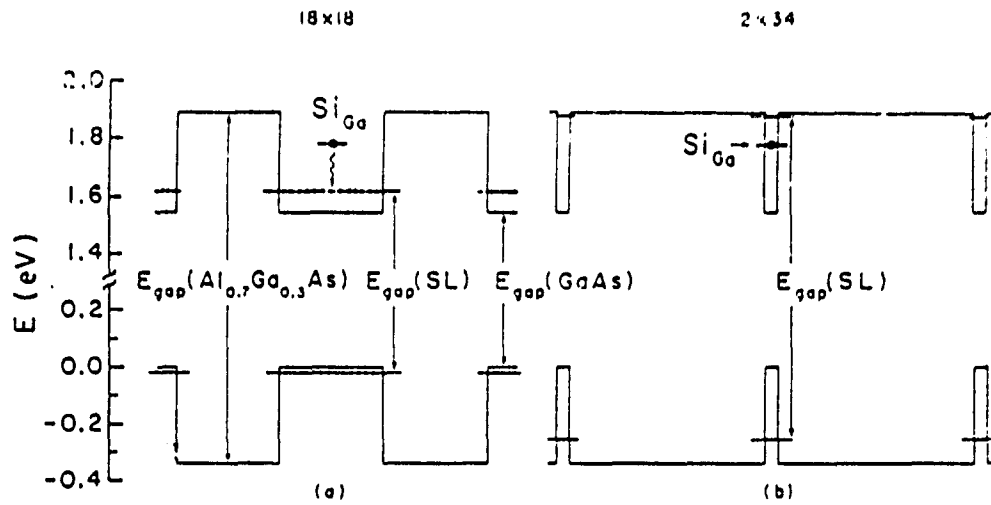 18x18
2x34
2.0
1.8
1.6
1.4
0.2
0.0
-0.2
-0.4
E (eV)
Si_Ga
Si_Ga
E_gap(Al_0.7Ga_0.3As)
E_gap(SL)
E_gap(GaAs)
E_gap(SL)
(a)
(b)